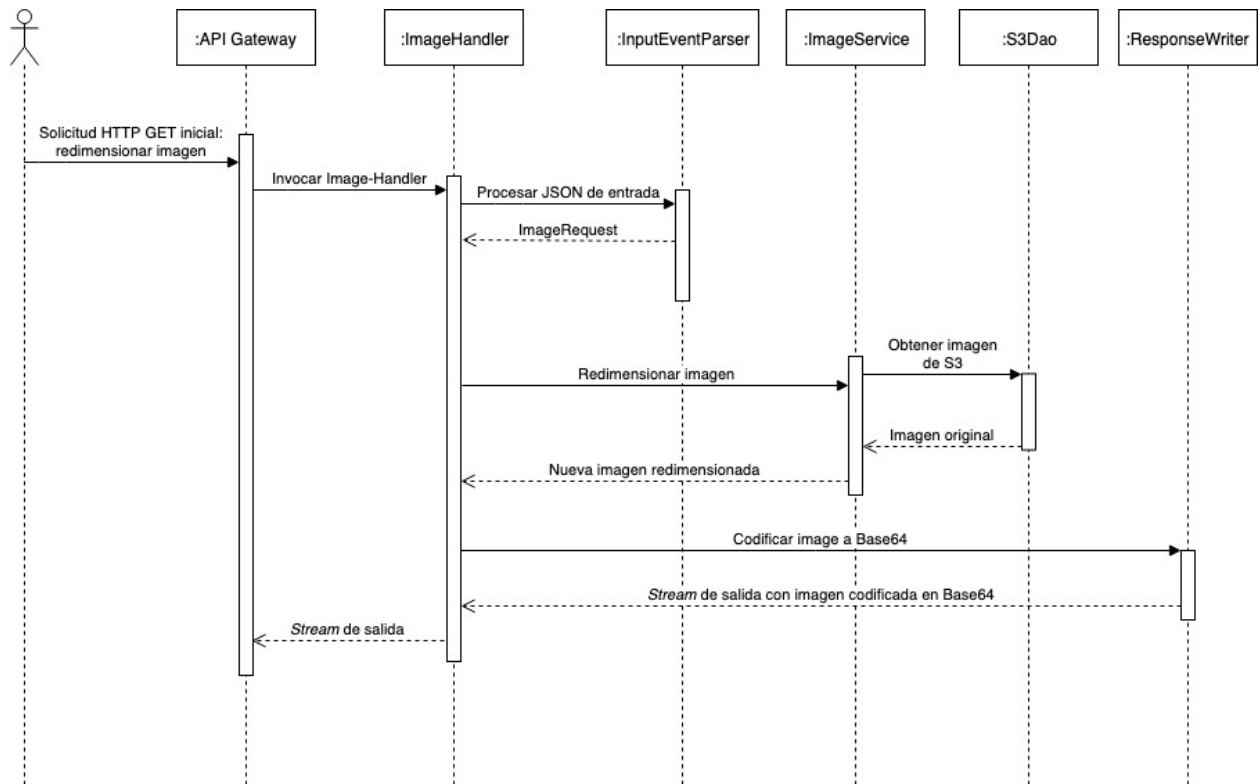 :API Gateway
:ImageHandler
:InputEventParser
:ImageService
:S3Dao
:ResponseWriter
Solicitud HTTP GET inicial:
redimensionar imagen
Invocar Image-Handler
Procesar JSON de entrada
ImageRequest
Obtener imagen
de S3
Redimensionar imagen
Imagen original
Nueva imagen redimensionada
Codificar image a Base64
Stream de salida con imagen codificada en Base64
Stream de salida